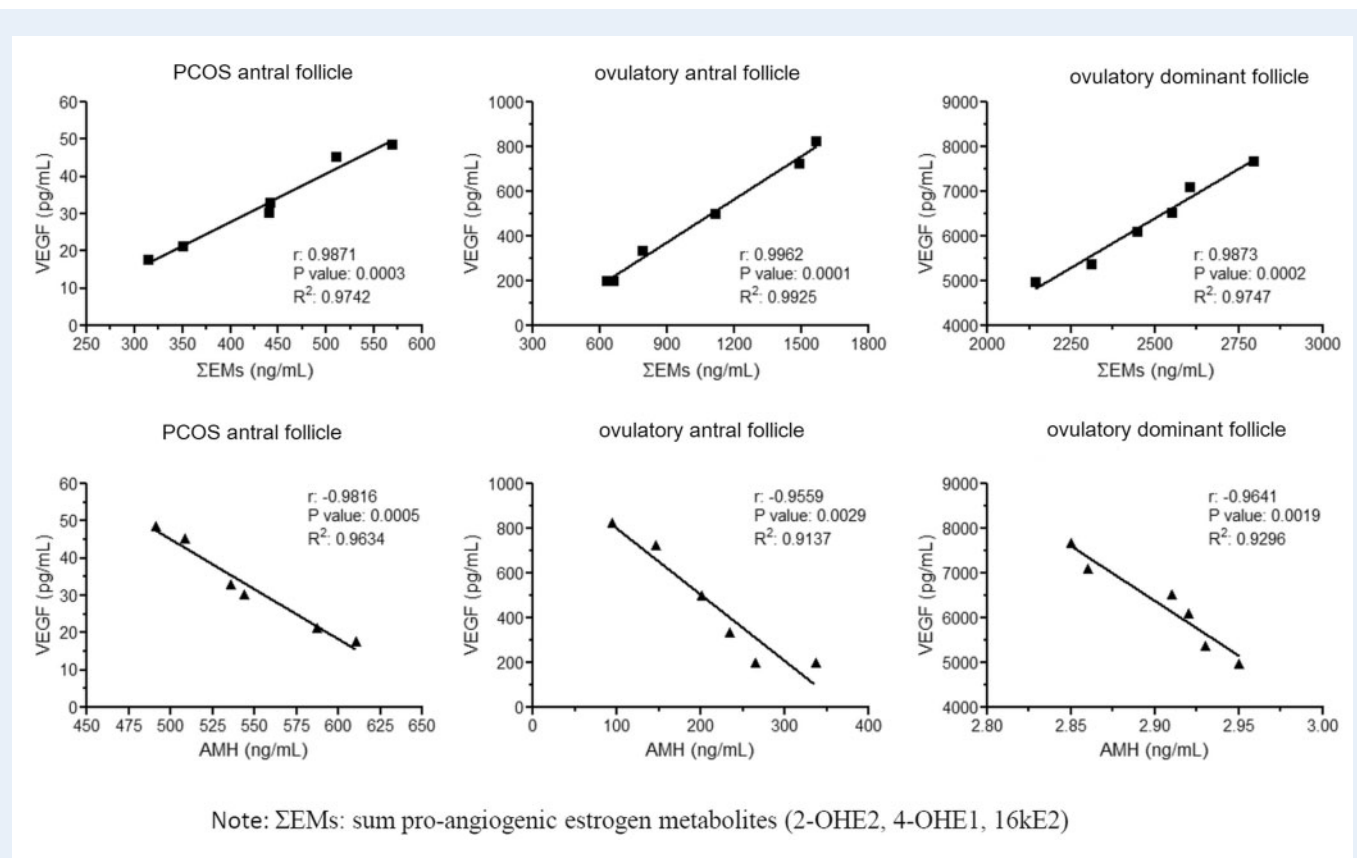 PCOS antral follicle
60
50
40
30
20
10
0
VEGF (pg/mL)
r: 0.9871
P value: 0.0003
R²: 0.9742
250 300 350 400 450 500 550 600
ΣEMs (ng/mL)
ovulatory antral follicle
1000
800
600
400
200
0
VEGF (pg/mL)
r: 0.9962
P value: 0.0001
R²: 0.9925
300 600 900 1200 1500 1800
ΣEMs (ng/mL)
ovulatory dominant follicle
9000
8000
7000
6000
5000
4000
VEGF (pg/mL)
r: 0.9873
P value: 0.0002
R²: 0.9747
2000 2250 2500 2750 3000
ΣEMs (ng/mL)
PCOS antral follicle
60
50
40
30
20
10
0
VEGF (pg/mL)
r: -0.9816
P value: 0.0005
R²: 0.9634
450 475 500 525 550 575 600 625 650
AMH (ng/mL)
ovulatory antral follicle
1000
800
600
400
200
0
VEGF (pg/mL)
r: -0.9559
P value: 0.0029
R²: 0.9137
0 100 200 300 400
AMH (ng/mL)
ovulatory dominant follicle
9000
8000
7000
6000
5000
4000
VEGF (pg/mL)
r: -0.9641
P value: 0.0019
R²: 0.9296
2.80 2.85 2.90 2.95 3.00
AMH (ng/mL)
Note: ΣEMs: sum pro-angiogenic estrogen metabolites (2-OHE2, 4-OHE1, 16kE2)